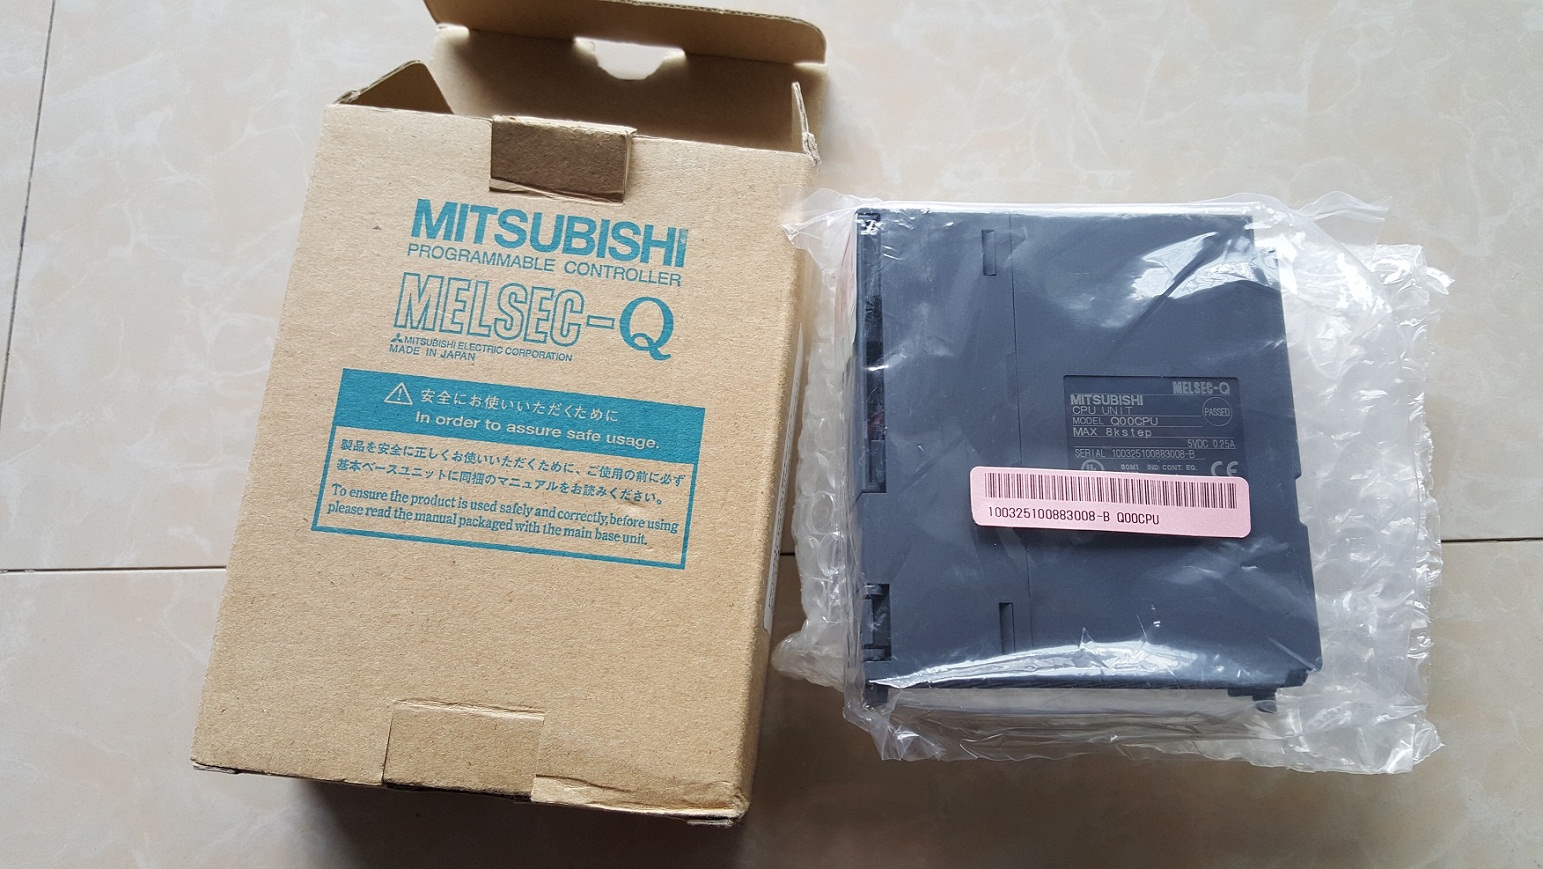 MITSUBISHI
PROGRAMMABLE CONTROLLER
MELSEC-Q
MITSUBISHI ELECTRIC CORPORATION
MADE IN JAPAN
安全にお使いいただくために
In order to assure safe usage.
製品を安全に正しくお使いいただくために、ご使用の前に必ず
基本ベースユニットに同梱のマニュアルをお読みください。
To ensure the product is used safely and correctly, before using
please read the manual packaged with the main base unit.
MELSEC-Q
MITSUBISHI
CPU UNIT
PASSED
MODEL Q00CPU
MAX 8kstep
5VDC 0.25A
SERIAL 100325100883008-B
80M1 IND.CONT.EQ.
CE
100325100883008-B Q00CPU